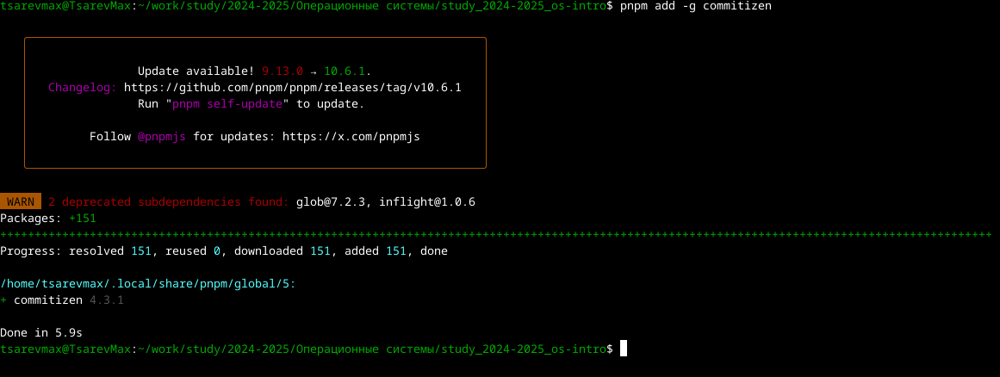 tsarevmax@TsarevMax:~/work/study/2024-2025/Операционные системы/study_2024-2025_os-intro$ pnpm add -g commitizen
Update available! 9.13.0 → 10.6.1.
Changelog: https://github.com/pnpm/pnpm/releases/tag/v10.6.1
Run "pnpm self-update" to update.
Follow @pnpmjs for updates: https://x.com/pnpmjs
WARN 2 deprecated subdependencies found: glob@7.2.3, inflight@1.0.6
Packages: +151
++++++++++++++++++++++++++++++++++++++++++++++++++++++++++++++++++++++++++++++++++++++++++++++++++++++++++++++++++++++++++++++++++++++++++++++++
Progress: resolved 151, reused 0, downloaded 151, added 151, done
/home/tsarevmax/.local/share/pnpm/global/5:
+ commitizen 4.3.1
Done in 5.9s
tsarevmax@TsarevMax:~/work/study/2024-2025/Операционные системы/study_2024-2025_os-intro$